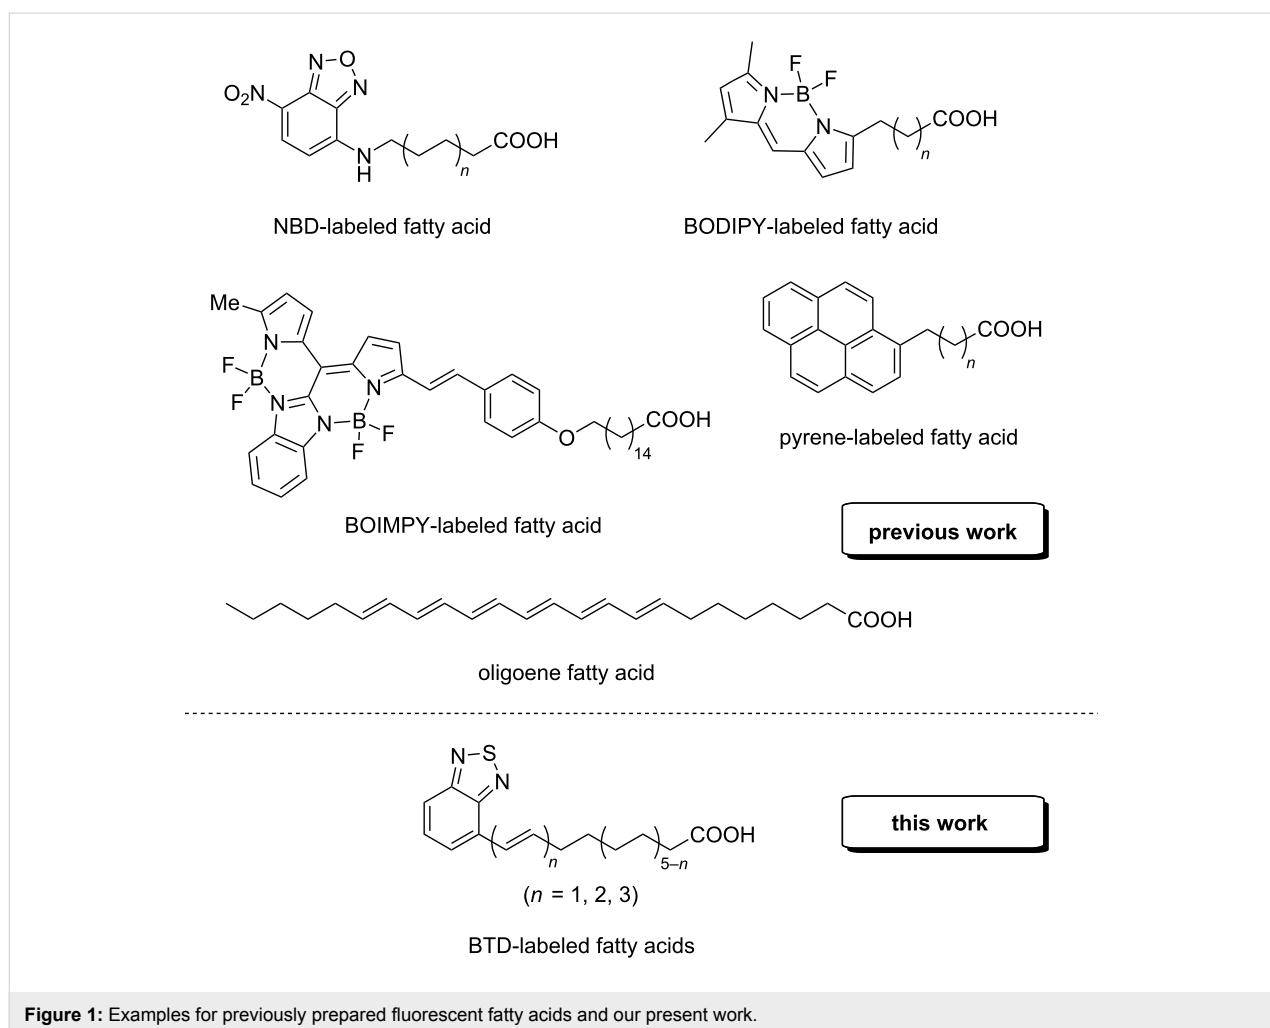 N O
N
O2N
N
H
n
COOH
NBD-labeled fatty acid
F
F
N B
N
n
COOH
BODIPY-labeled fatty acid
Me
N
F
B
F
N
N
N
B
F
F
O
14
COOH
BOIMPY-labeled fatty acid
n
COOH
pyrene-labeled fatty acid
previous work
COOH
oligoene fatty acid
N S
N
n
5–n
COOH
(n = 1, 2, 3)
BTD-labeled fatty acids
this work
Figure 1: Examples for previously prepared fluorescent fatty acids and our present work.